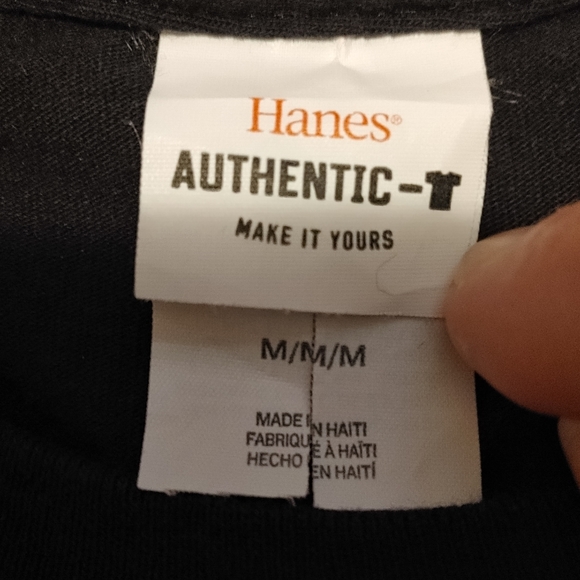 Hanes®
AUTHENTIC-
MAKE IT YOURS
M/M/M
MADE IN HAITI
FABRIQUÉ À HAÏTI
HECHO EN HAITÍ